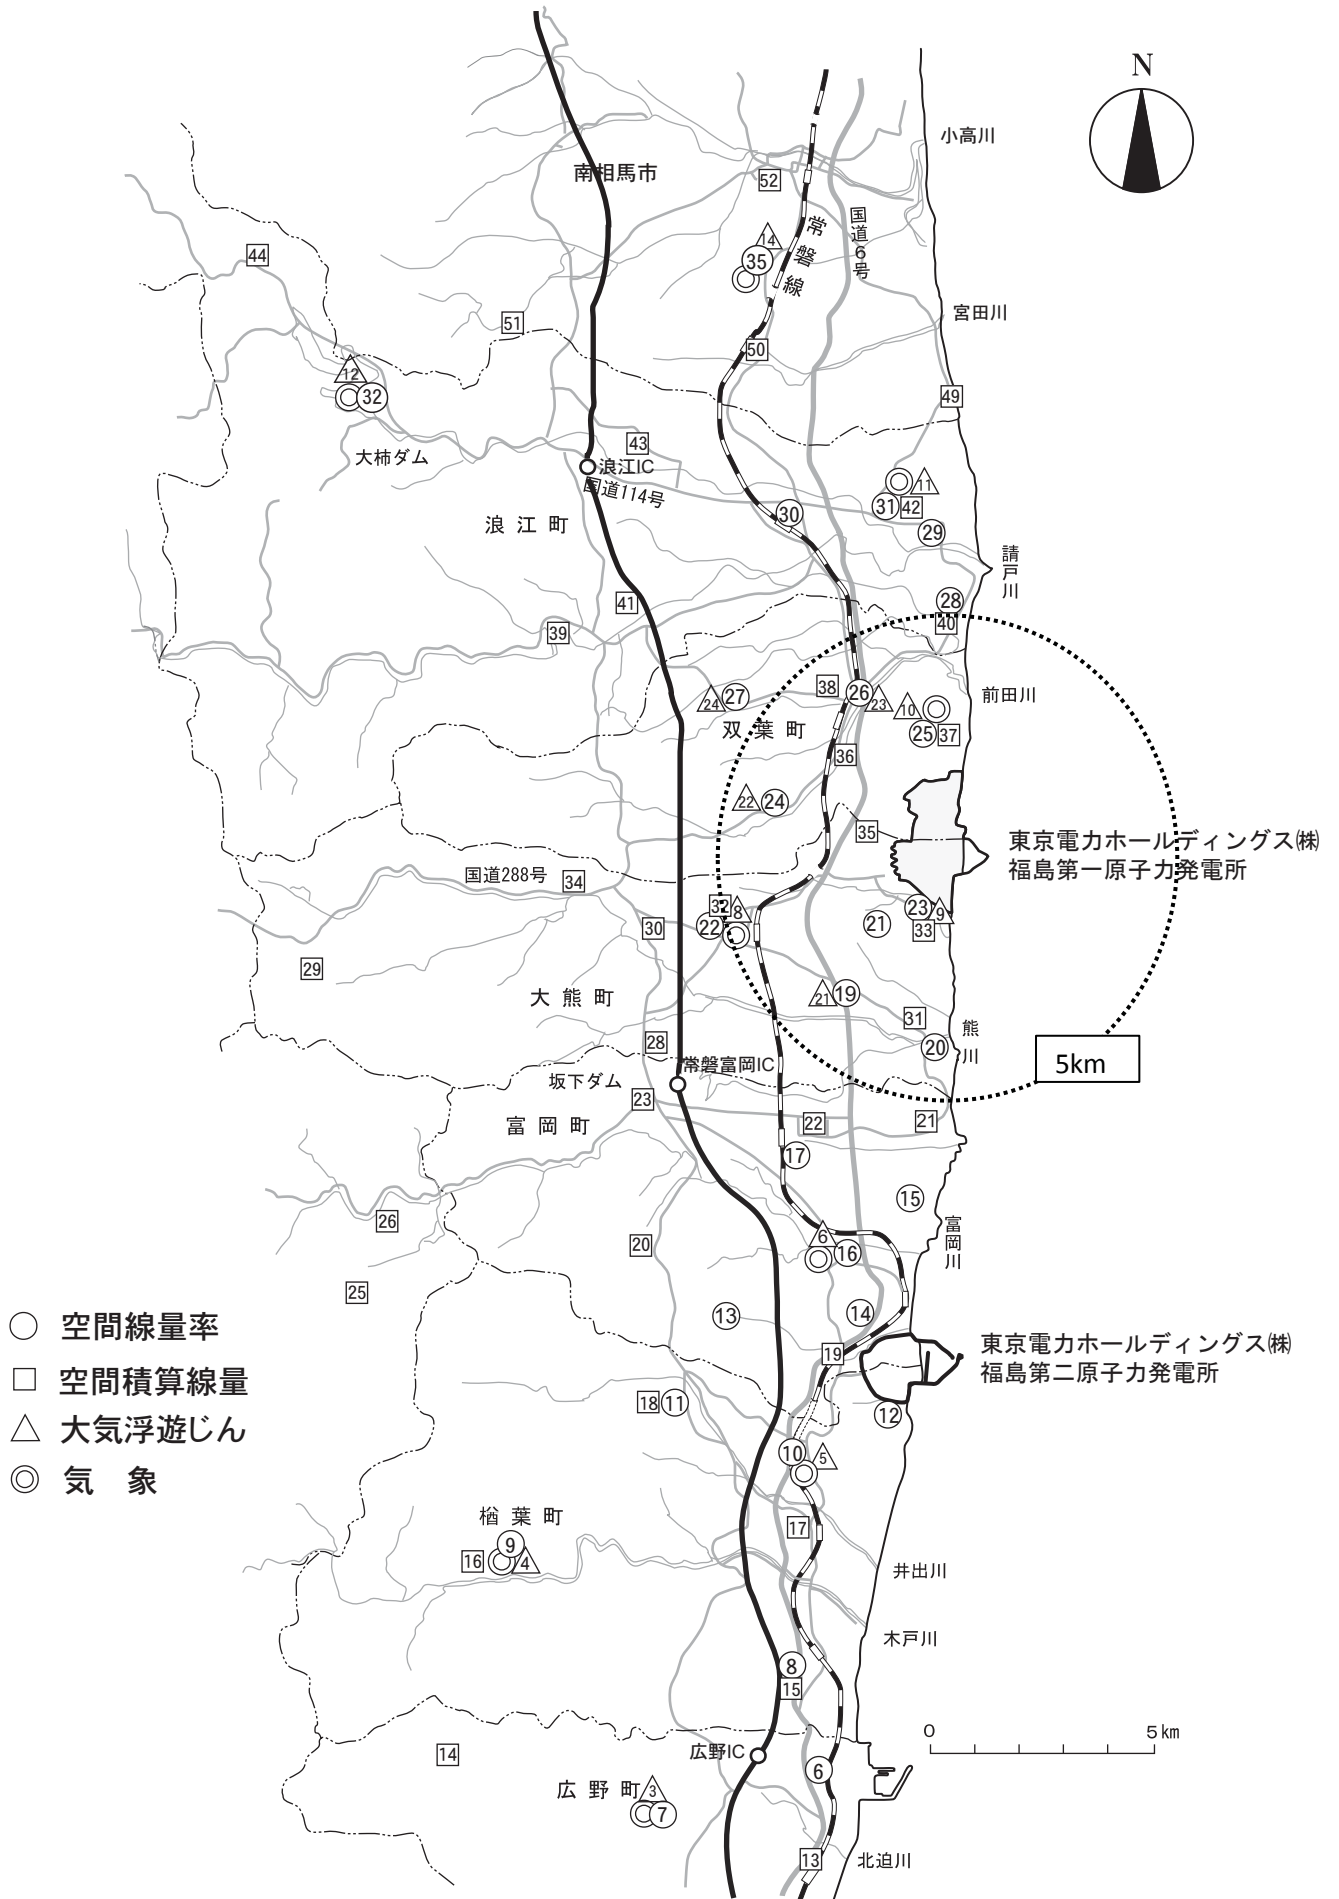 N
小高川
南相馬市
52
国道6号
常磐線
14
35
44
宮田川
51
50
12
32
49
43
大柿ダム
浪江IC
国道114号
11
31
42
30
浪江町
29
請戸川
28
41
40
39
38
26
23
10
前田川
24
27
25
37
双葉町
36
22
24
35
東京電力ホールディングス㈱
福島第一原子力発電所
国道288号
34
32
8
23
9
22
21
33
30
29
大熊町
21
19
31
熊川
28
20
5km
常磐富岡IC
坂下ダム
23
富岡町
22
21
17
15
26
富岡川
20
6
16
25
13
14
○ 空間線量率
□ 空間積算線量
△ 大気浮遊じん
◎ 気 象
19
東京電力ホールディングス㈱
福島第二原子力発電所
18
11
12
10
5
楢葉町
17
9
16
4
井出川
木戸川
8
15
0
5km
14
広野IC
6
広野町
3
7
13
北迫川